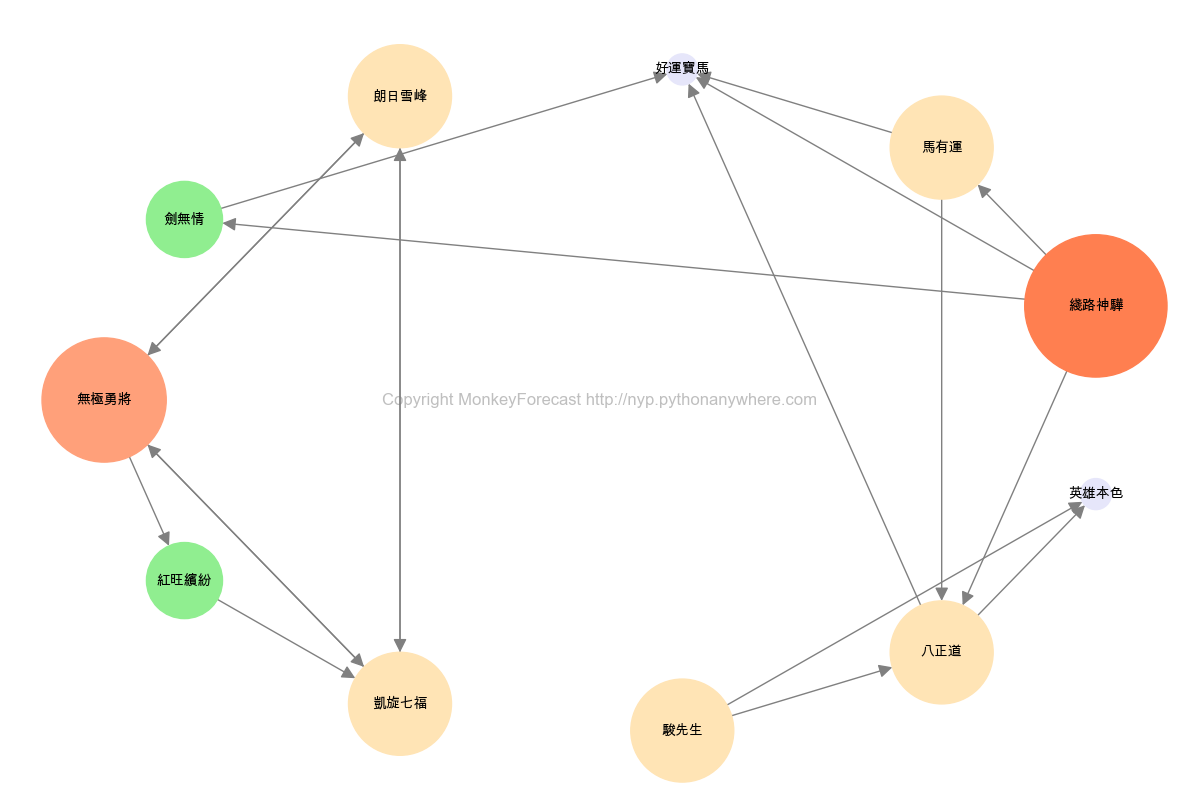 好運寶馬
朗日雪峰
馬有運
劍無情
綫路神驊
無極勇將
Copyright MonkeyForecast http://nyp.pythonanywhere.com
英雄本色
紅旺繽紛
八正道
凱旋七福
駿先生